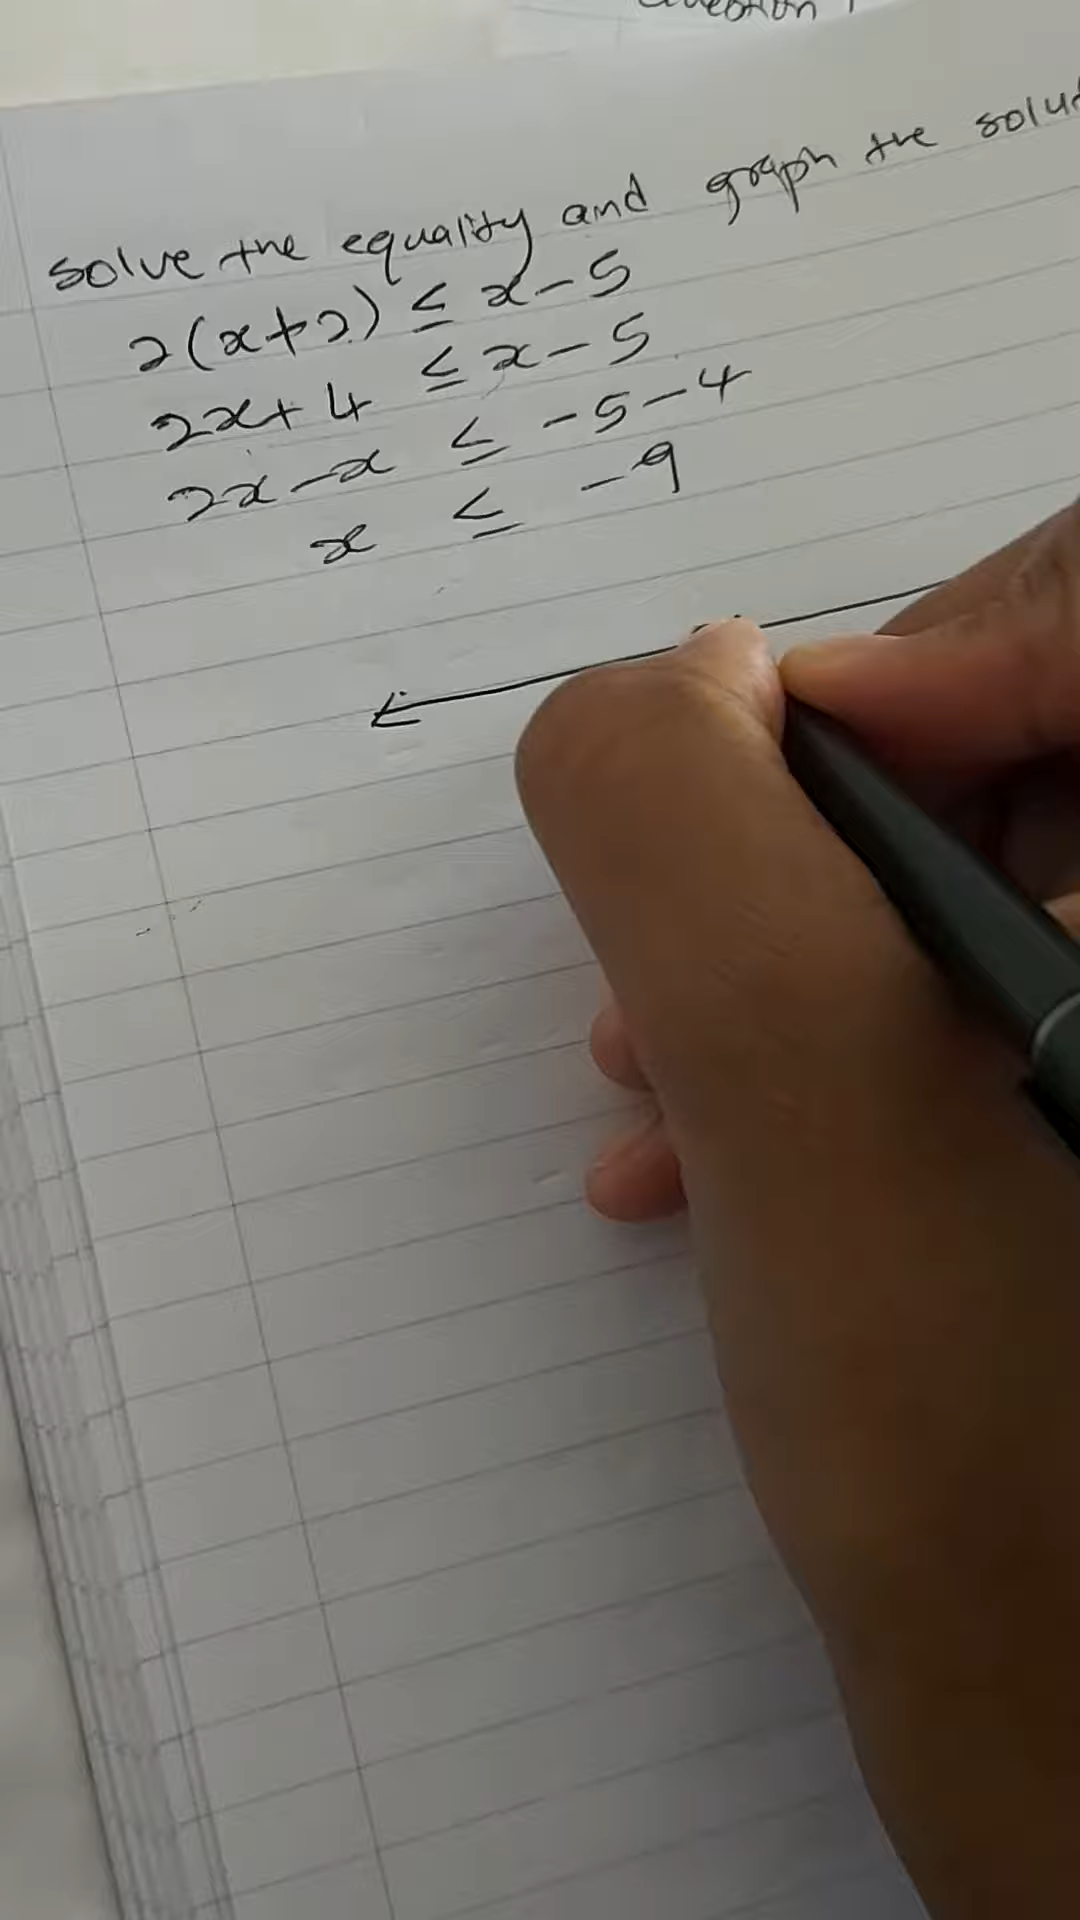 solve the equality and graph the
2(x+2) ≤ x-5
2x+4 ≤ x-5
2x-x ≤ -5-4
x ≤ -9